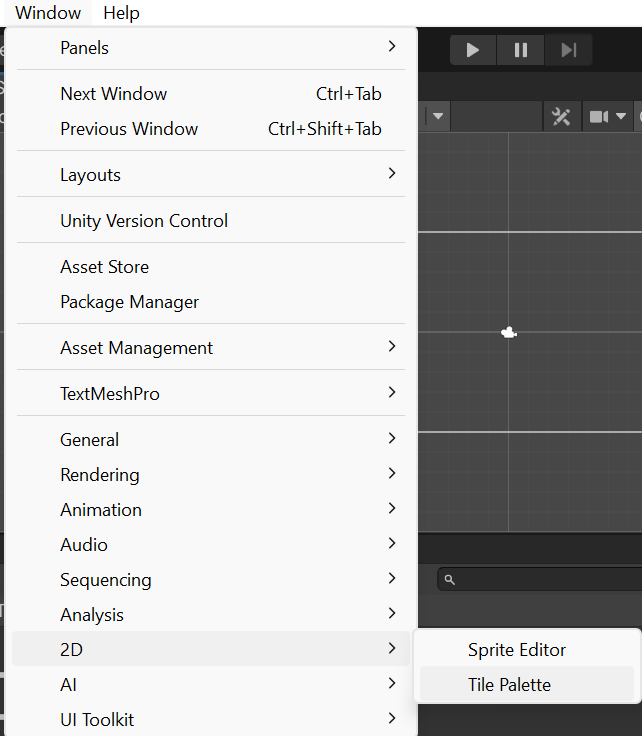 Window Help
Panels
Next Window Ctrl+Tab
Previous Window Ctrl+Shift+Tab
Layouts
Unity Version Control
Asset Store
Package Manager
Asset Management
TextMeshPro
General
Rendering
Animation
Audio
Sequencing
Analysis
2D
Sprite Editor
AI
Tile Palette
UI Toolkit